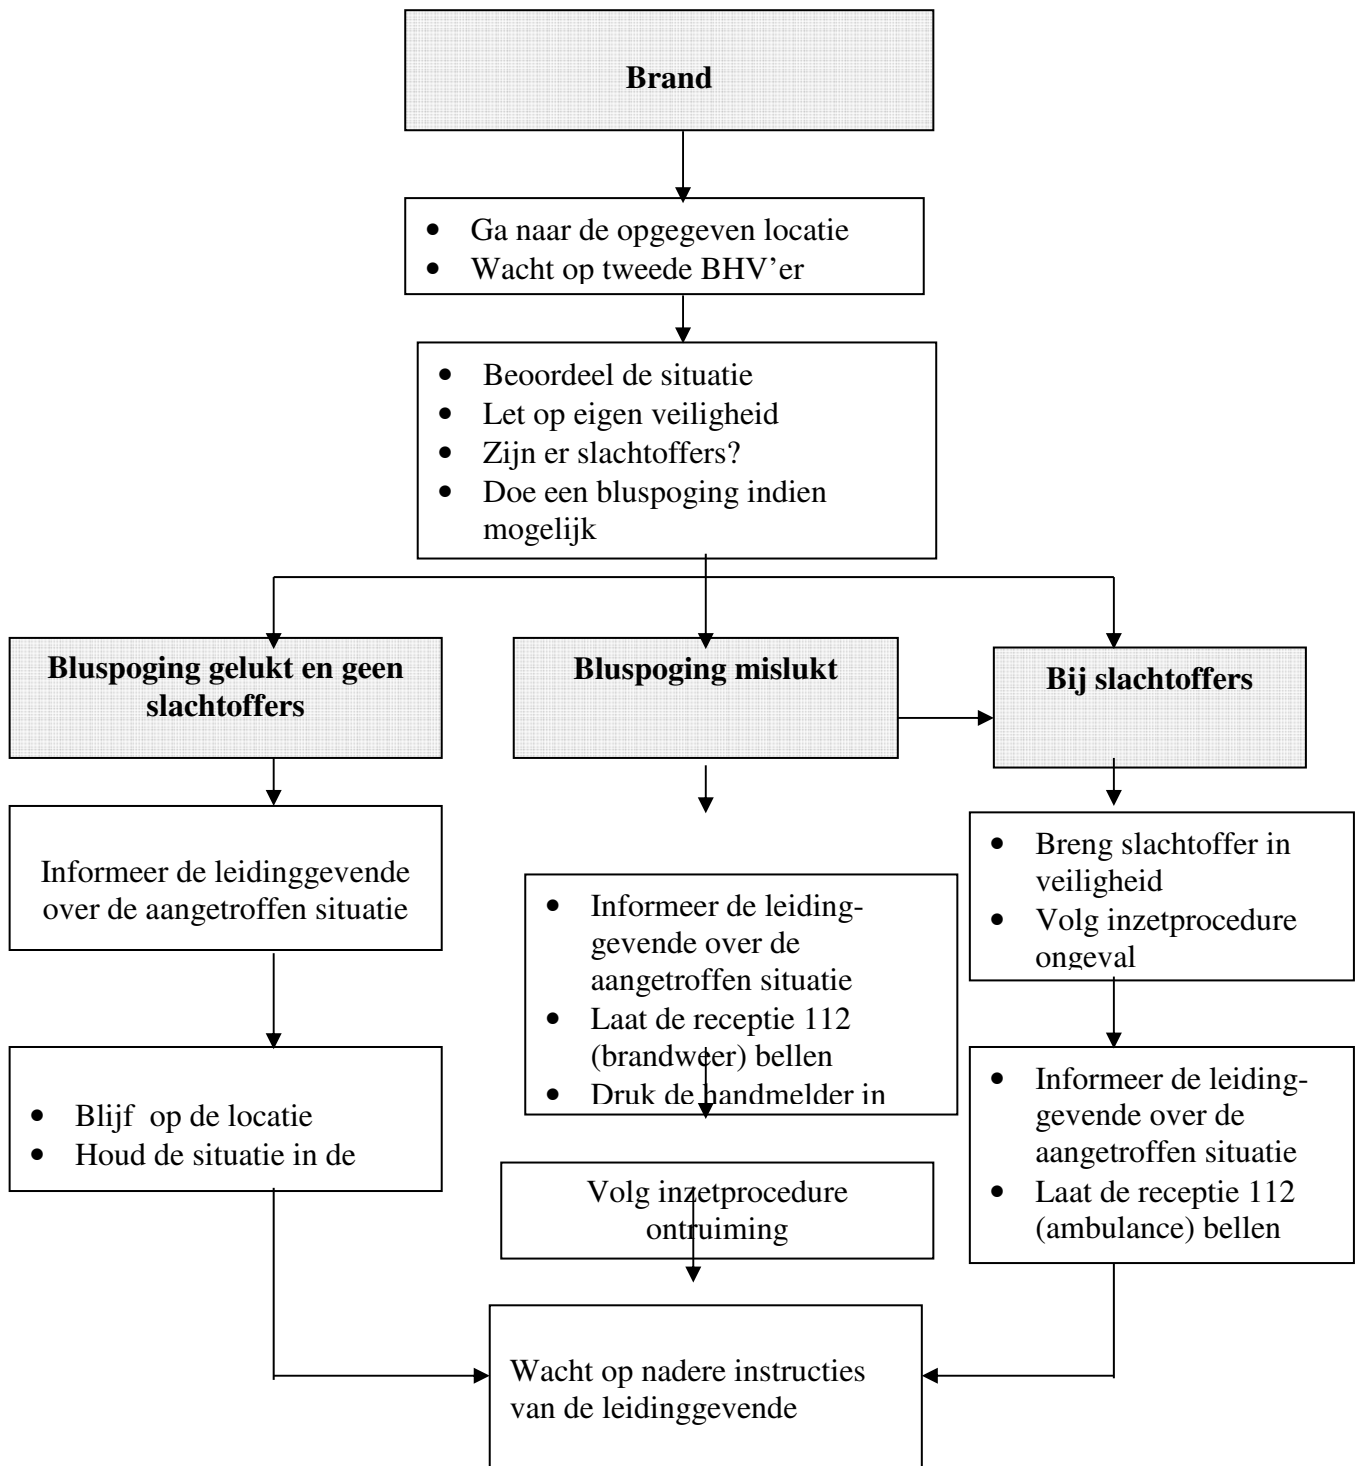 Brand
• Ga naar de opgegeven locatie
• Wacht op tweede BHV’er
• Beoordeel de situatie
• Let op eigen veiligheid
• Zijn er slachtoffers?
• Doe een bluspoging indien
mogelijk
Bluspoging gelukt en geen
slachtoffers
Informeer de leidinggevende
over de aangetroffen situatie
• Blijf op de locatie
• Houd de situatie in de
Bluspoging mislukt
• Informeer de leiding-
gevende over de
aangetroffen situatie
• Laat de receptie 112
(brandweer) bellen
• Druk de handmelder in
Volg inzetprocedure
ontruiming
Bij slachtoffers
• Breng slachtoffer in
veiligheid
• Volg inzetprocedure
ongeval
• Informeer de leiding-
gevende over de
aangetroffen situatie
• Laat de receptie 112
(ambulance) bellen
Wacht op nadere instructies
van de leidinggevende